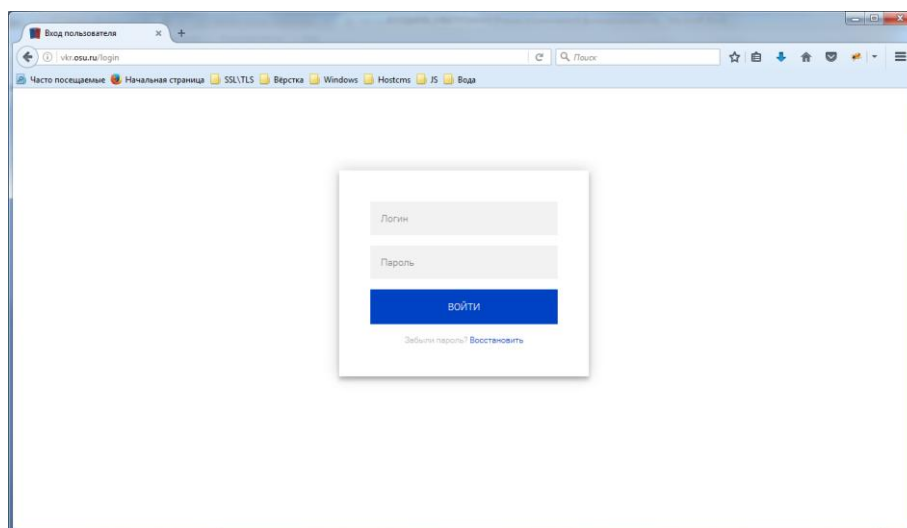 Вход пользователя
vkr.osu.ru/login
Поиск
Часто посещаемые Начальная страница SSL\TLS Вёрстка Windows Hostcms JS Вода
Логин
Пароль
ВОЙТИ
Забыли пароль? Восстановить